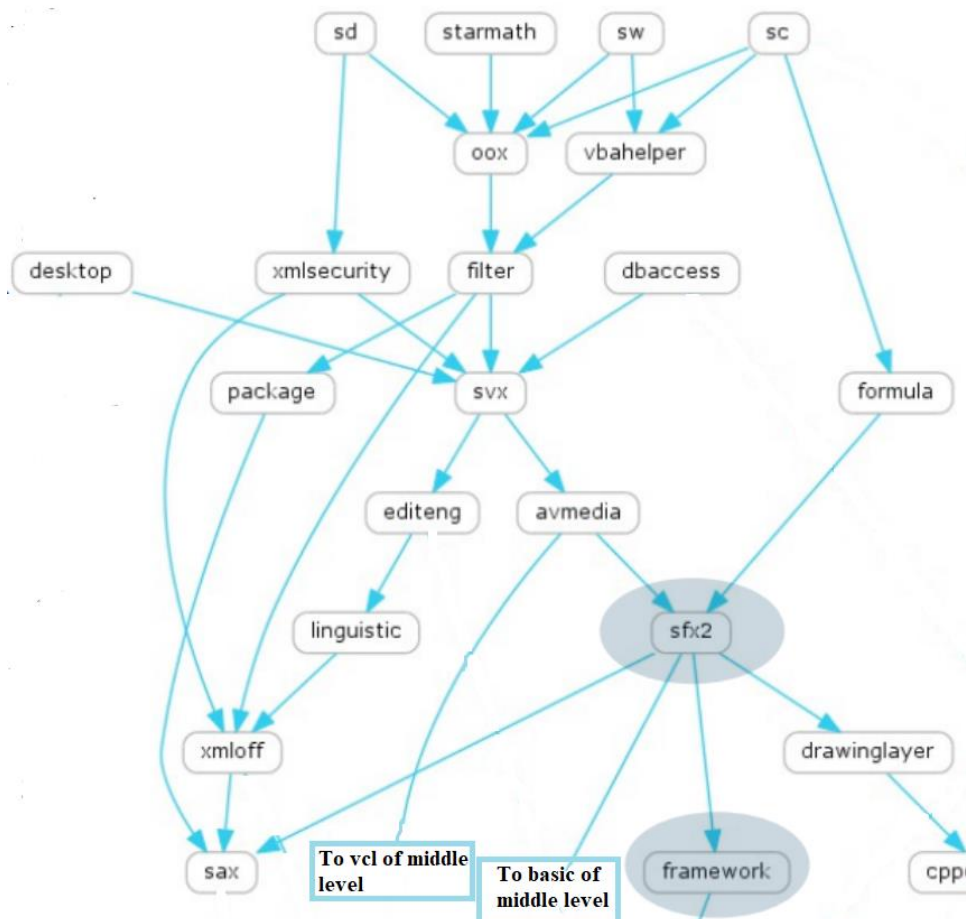 sd
starmath
sw
sc
oox
vbahelper
desktop
xmlsecurity
filter
dbaccess
package
svx
formula
editeng
avmedia
linguistic
sfx2
xmloff
drawinglayer
sax
To vcl of middle
level
To basic of
middle level
framework